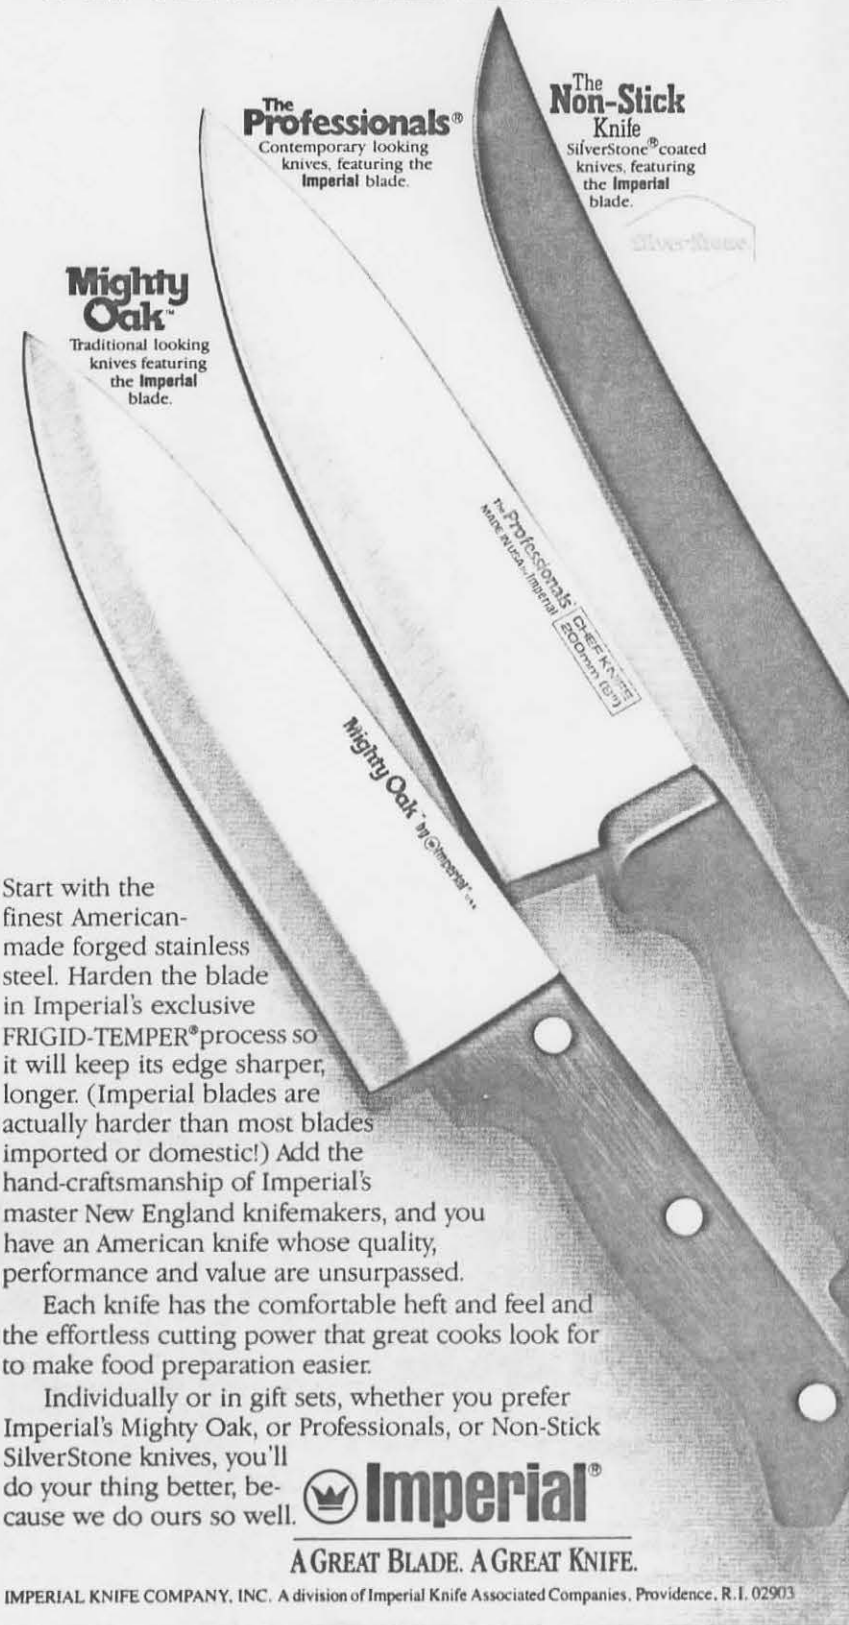 The
Professionals®
Contemporary looking
knives, featuring the
Imperial blade.
The
Non-Stick
Knife
SilverStone® coated
knives, featuring
the Imperial
blade.
SilverStone
Mighty
Oak™
Traditional looking
knives featuring
the Imperial
blade.
The Professionals
MADE IN USA by Imperial
CHEF KNIFE
200mm (8")
Mighty Oak™ by Imperial®
Start with the
finest American-
made forged stainless
steel. Harden the blade
in Imperial's exclusive
FRIGID-TEMPER® process so
it will keep its edge sharper,
longer. (Imperial blades are
actually harder than most blades
imported or domestic!) Add the
hand-craftsmanship of Imperial's
master New England knifemakers, and you
have an American knife whose quality,
performance and value are unsurpassed.
Each knife has the comfortable heft and feel and
the effortless cutting power that great cooks look for
to make food preparation easier.
Individually or in gift sets, whether you prefer
Imperial's Mighty Oak, or Professionals, or Non-Stick
SilverStone knives, you'll
do your thing better, be-
cause we do ours so well.
Imperial®
A GREAT BLADE. A GREAT KNIFE.
IMPERIAL KNIFE COMPANY, INC. A division of Imperial Knife Associated Companies, Providence, R.I. 02903